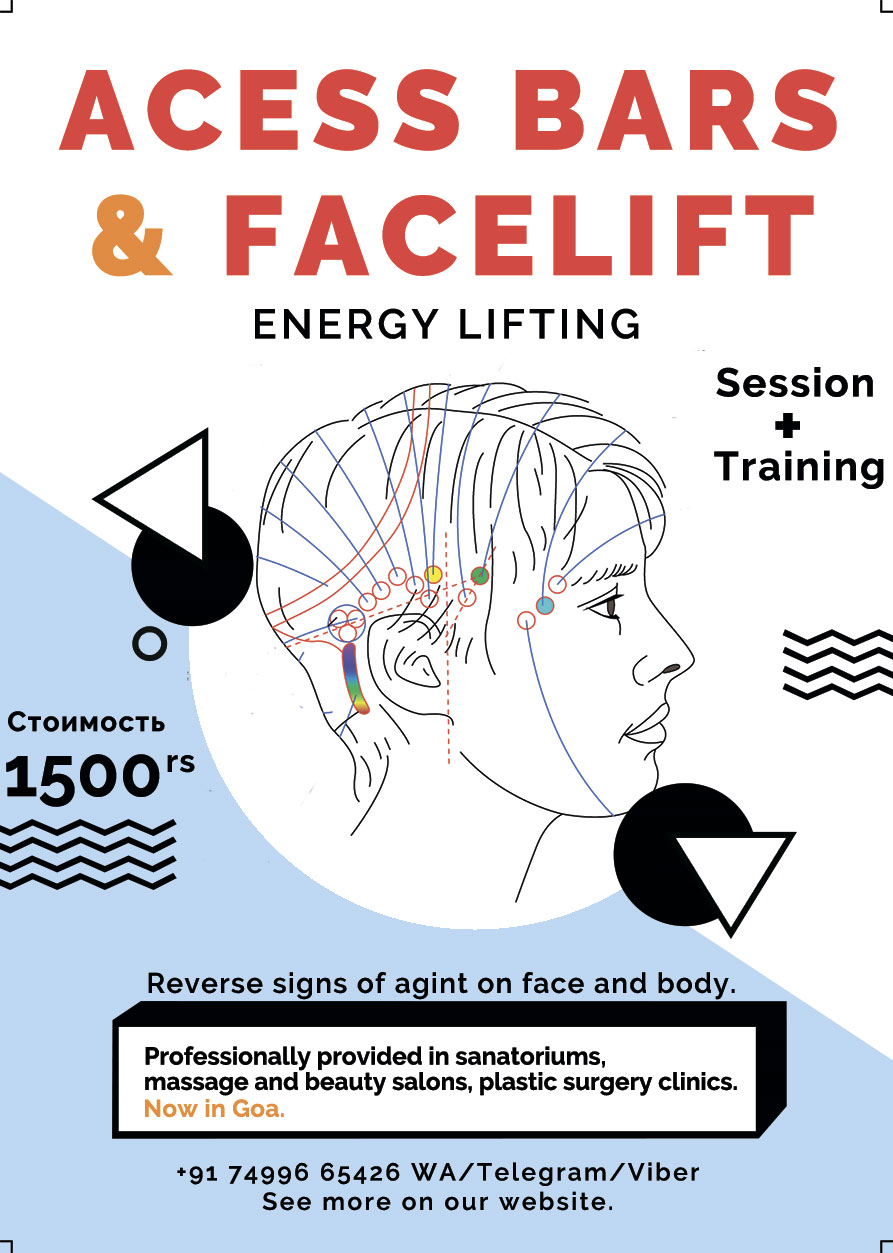 ACESS BARS
& FACELIFT
ENERGY LIFTING
Session
+
Training
Стоимость
1500 rs
Reverse signs of agint on face and body.
Professionally provided in sanatoriums,
massage and beauty salons, plastic surgery clinics.
Now in Goa.
+91 74996 65426 WA/Telegram/Viber
See more on our website.